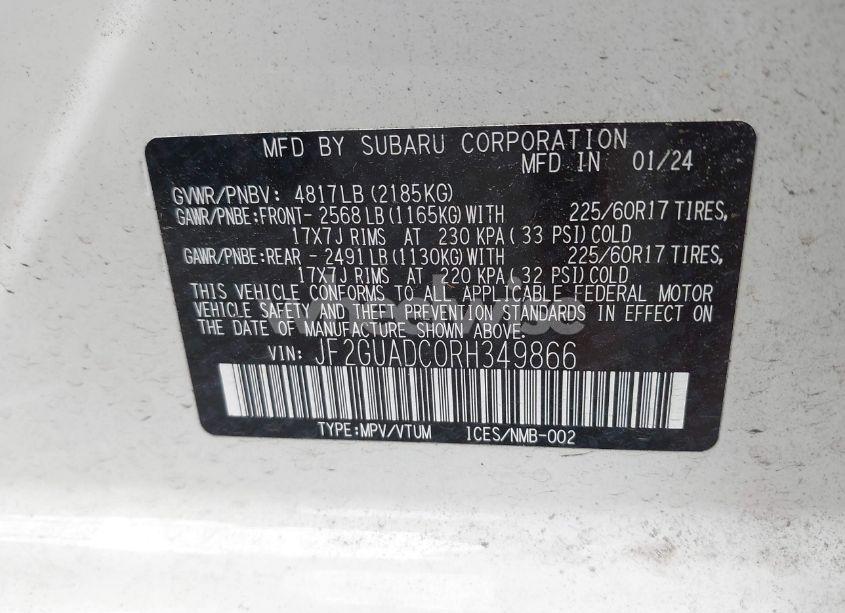 MFD BY SUBARU CORPORATION
MFD IN 01/24
GVWR/PNBV: 4817LB (2185KG)
GAWR/PNBE:FRONT- 2568 LB (1165KG) WITH 225/60R17 TIRES,
17X7J RIMS AT 230 KPA ( 33 PSI) COLD
GAWR/PNBE:REAR - 2491 LB (1130KG) WITH 225/60R17 TIRES,
17X7J RIMS AT 220 KPA ( 32 PSI) COLD
THIS VEHICLE CONFORMS TO ALL APPLICABLE FEDERAL MOTOR
VEHICLE SAFETY AND THEFT PREVENTION STANDARDS IN EFFECT ON
THE DATE OF MANUFACTURE SHOWN ABOVE.
VIN: JF2GUADC0RH349866
TYPE:MPV/VTUM ICES/NMB-002